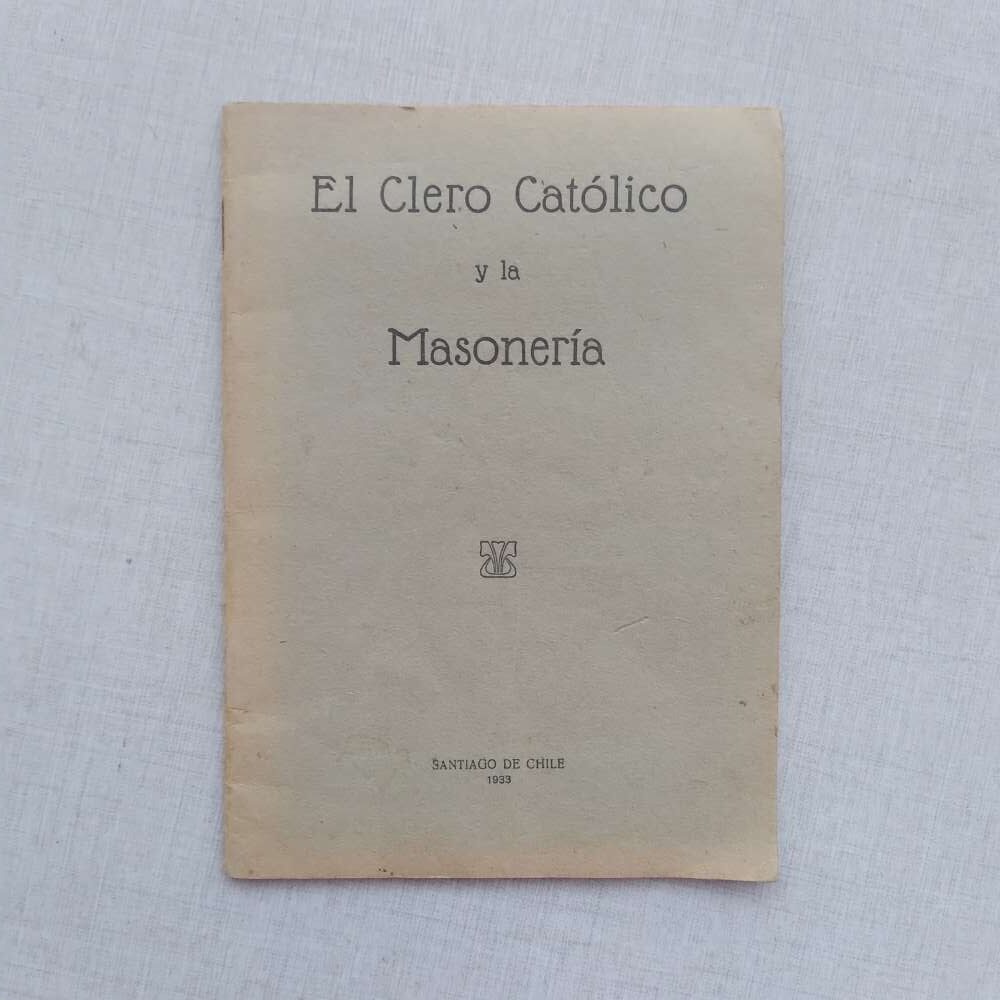 El Clero Católico
y la
Masonería
SANTIAGO DE CHILE
1933